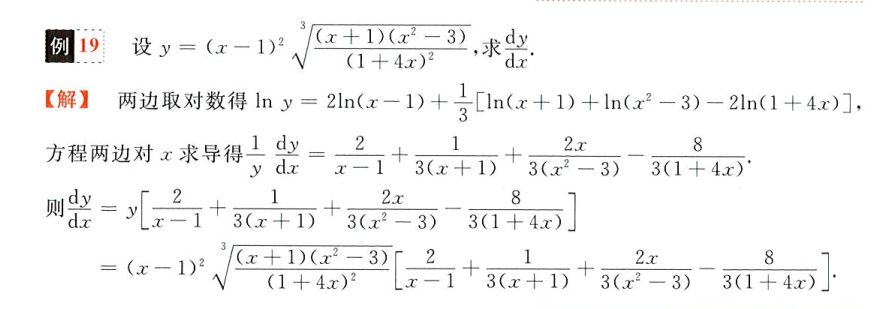 例 19 设 y = (x − 1)² ∛((x + 1)(x² − 3)/(1 + 4x)²),求 dy/dx.
【解】 两边取对数得 ln y = 2ln(x − 1) + 1/3[ln(x + 1) + ln(x² − 3) − 2ln(1 + 4x)],
方程两边对 x 求导得 1/y dy/dx = 2/(x − 1) + 1/(3(x + 1)) + 2x/(3(x² − 3)) − 8/(3(1 + 4x)).
则 dy/dx = y[2/(x − 1) + 1/(3(x + 1)) + 2x/(3(x² − 3)) − 8/(3(1 + 4x))]
= (x − 1)² ∛((x + 1)(x² − 3)/(1 + 4x)²)[2/(x − 1) + 1/(3(x + 1)) + 2x/(3(x² − 3)) − 8/(3(1 + 4x))].